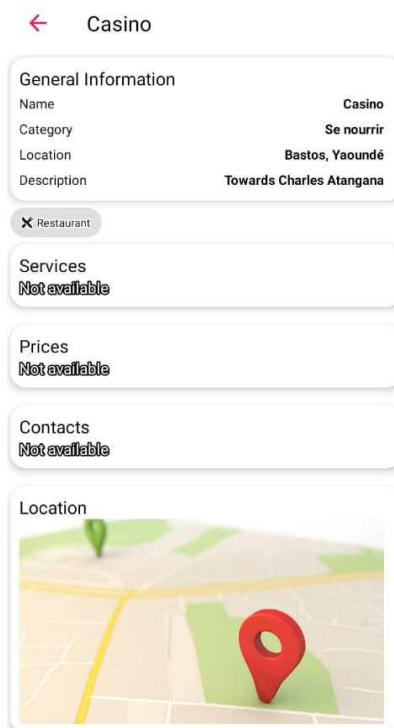 Casino
General Information
Name Casino
Category Se nourrir
Location Bastos, Yaoundé
Description Towards Charles Atangana
Restaurant
Services
Not available
Prices
Not available
Contacts
Not available
Location